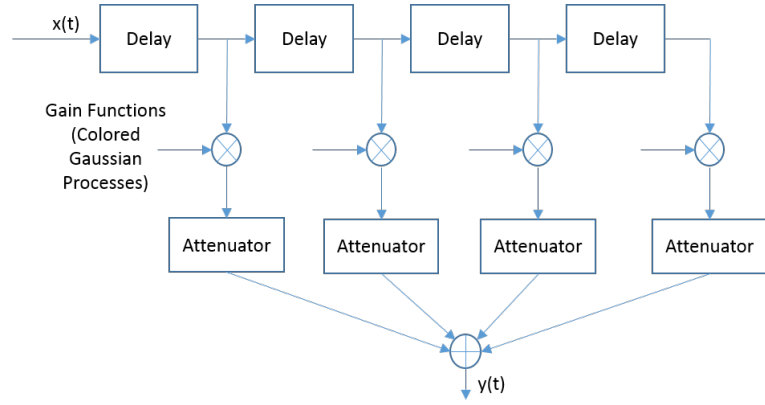 x(t)
Delay
Delay
Delay
Delay
Gain Functions
(Colored
Gaussian
Processes)
Attenuator
Attenuator
Attenuator
Attenuator
y(t)